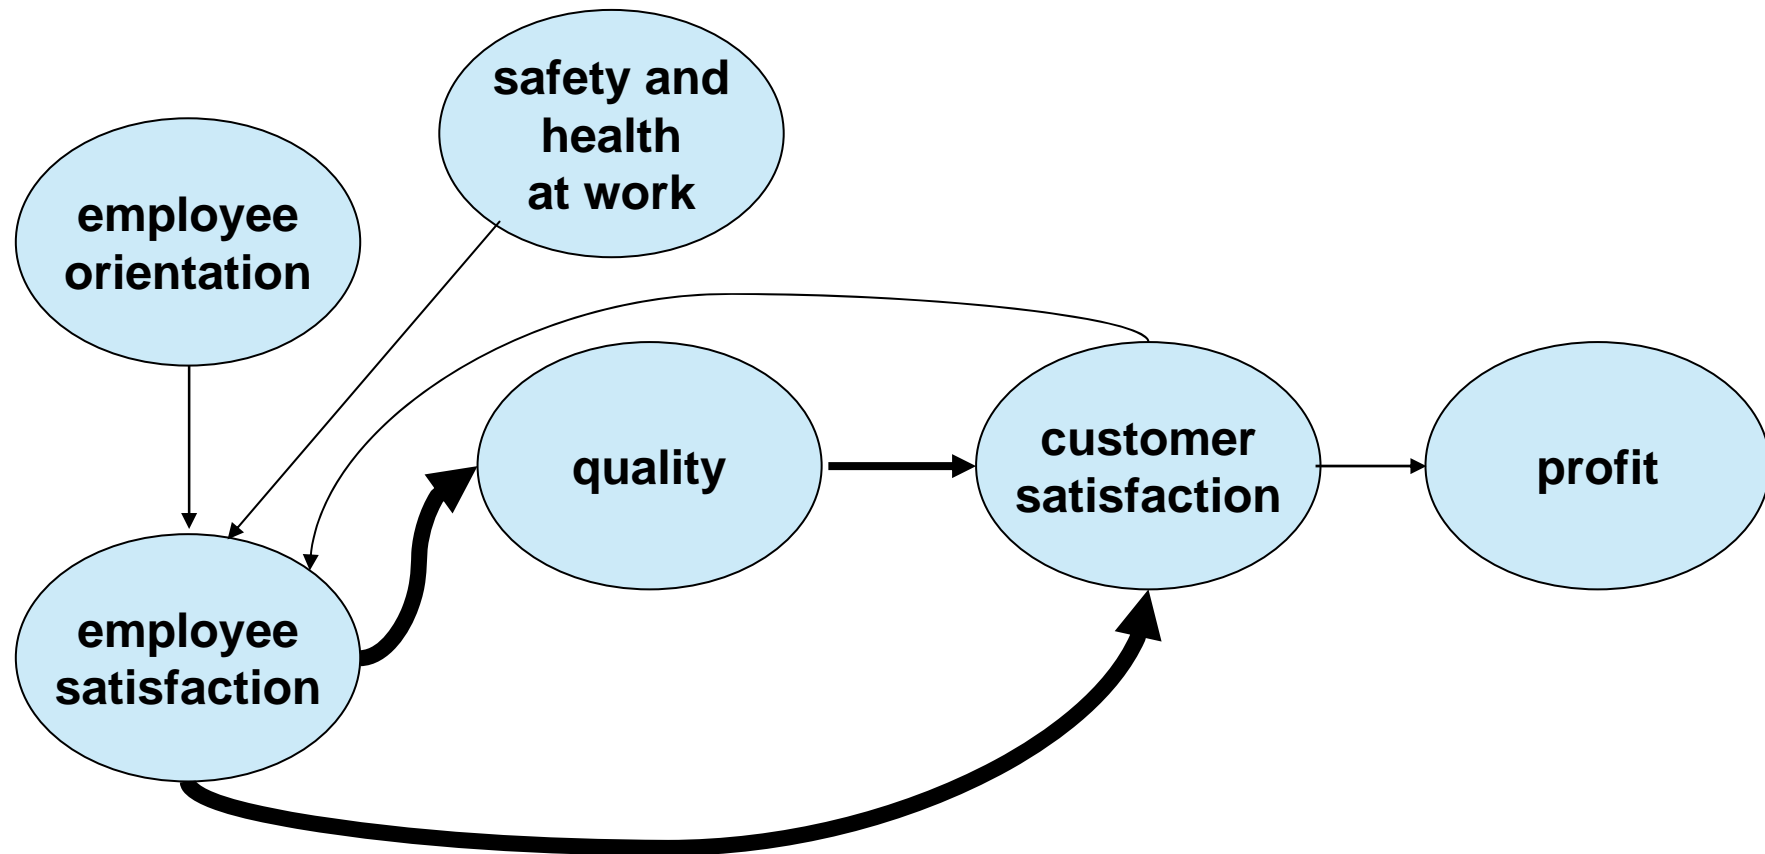 safety and
health
at work
employee
orientation
quality
customer
satisfaction
profit
employee
satisfaction